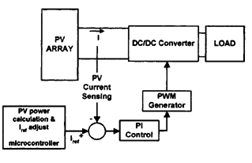 PV
ARRAY
I
DC/DC Converter
LOAD
PV
Current
Sensing
PWM
Generator
PV power
calculation &
Iref adjust
microcontroller
Iref
+
-
PI
Control